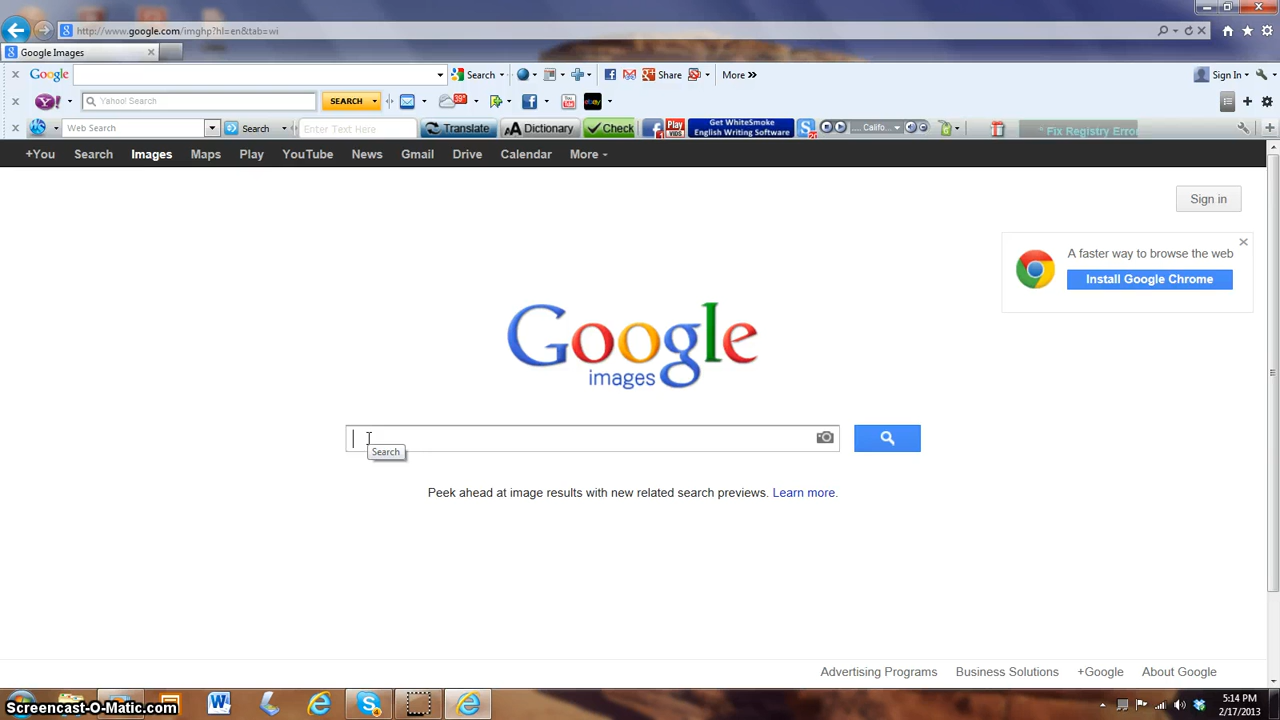 http://www.google.com/imghp?hl=en&tab=wi
Google Images
Google Search Share More » Sign In
Y! Yahoo! Search SEARCH 39° ebay
Web Search Search Enter Text Here Translate Dictionary Check Play VIDS Get WhiteSmoke English Writing Software .... Califo... * Fix Registry Erro
+You Search Images Maps Play YouTube News Gmail Drive Calendar More
Sign in
A faster way to browse the web
Install Google Chrome
Google
images
Search
Peek ahead at image results with new related search previews. Learn more.
Advertising Programs Business Solutions +Google About Google
Screencast-O-Matic.com
5:14 PM
2/17/2013